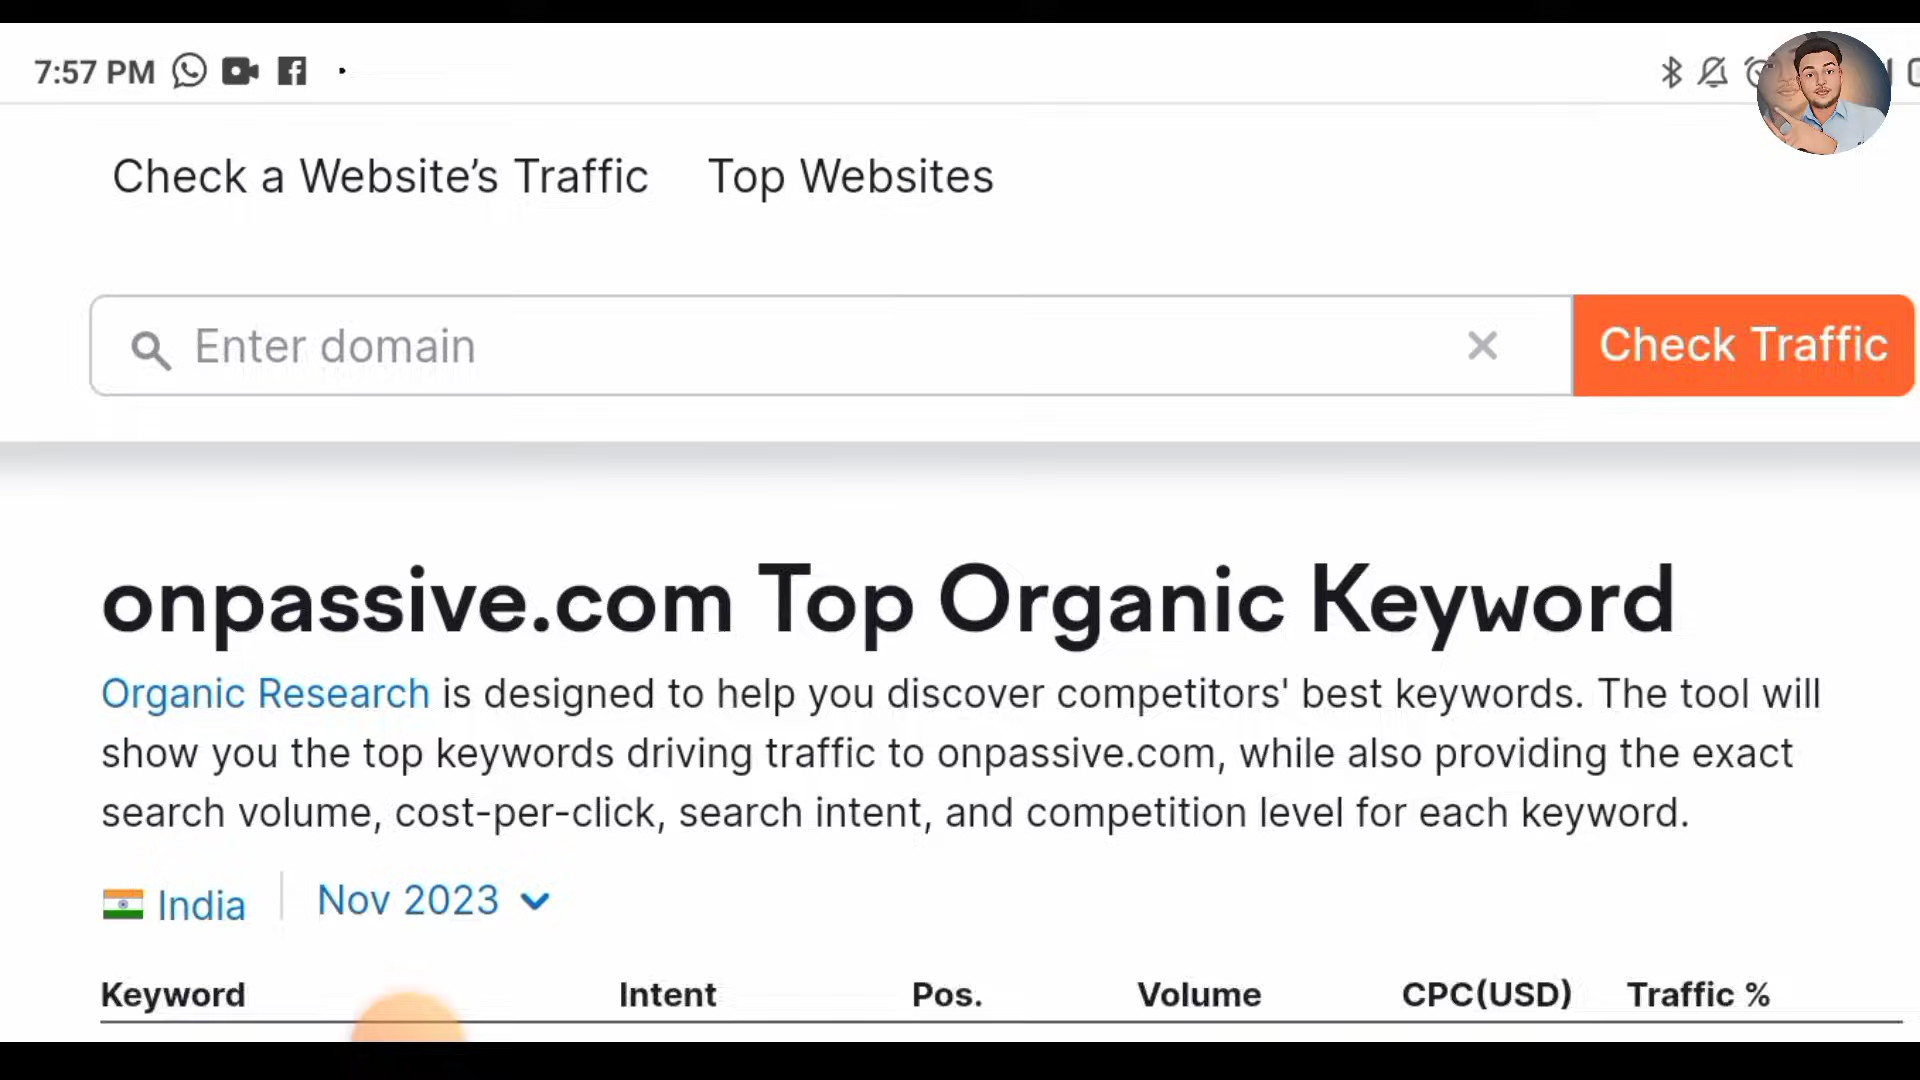 7:57 PM
Check a Website’s Traffic Top Websites
Enter domain
Check Traffic
onpassive.com Top Organic Keyword
Organic Research is designed to help you discover competitors' best keywords. The tool will
show you the top keywords driving traffic to onpassive.com, while also providing the exact
search volume, cost-per-click, search intent, and competition level for each keyword.
India Nov 2023
Keyword Intent Pos. Volume CPC(USD) Traffic %